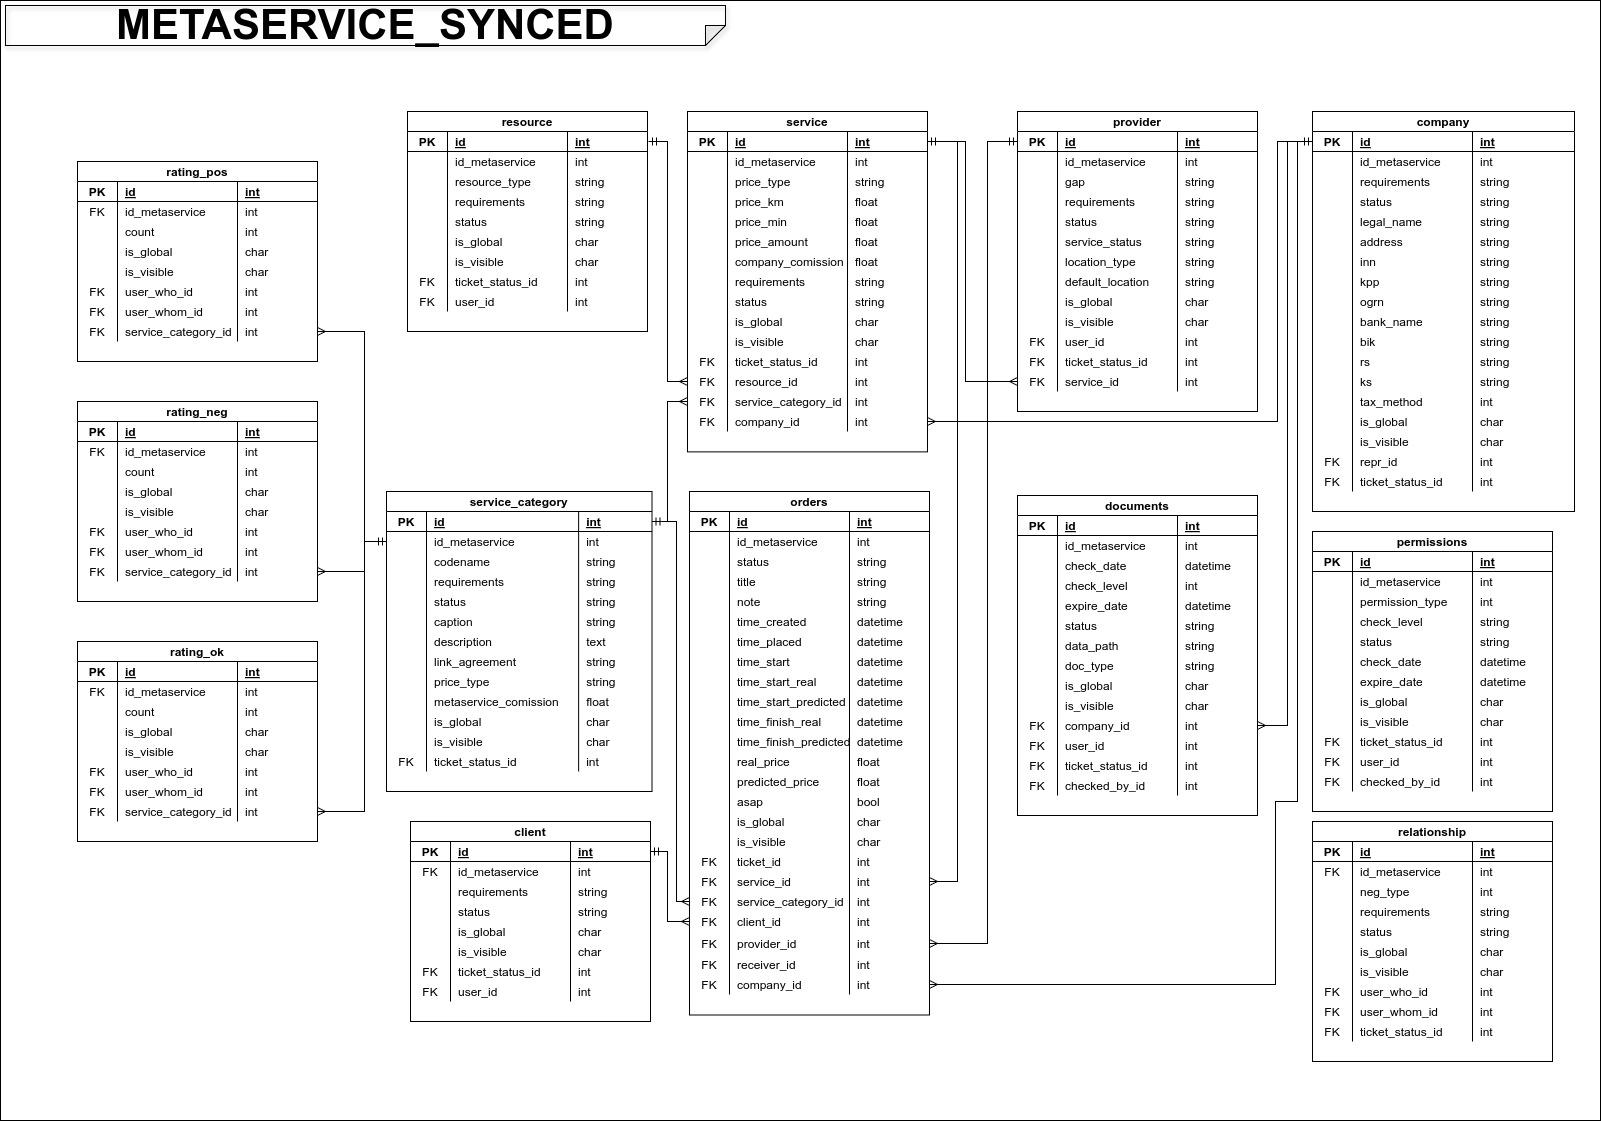 METASERVICE_SYNCED
rating_pos
PK id int
FK id_metaservice int
count int
is_global char
is_visible char
FK user_who_id int
FK user_whom_id int
FK service_category_id int
rating_neg
PK id int
FK id_metaservice int
count int
is_global char
is_visible char
FK user_who_id int
FK user_whom_id int
FK service_category_id int
rating_ok
PK id int
FK id_metaservice int
count int
is_global char
is_visible char
FK user_who_id int
FK user_whom_id int
FK service_category_id int
resource
PK id int
id_metaservice int
resource_type string
requirements string
status string
is_global char
is_visible char
FK ticket_status_id int
FK user_id int
service_category
PK id int
id_metaservice int
codename string
requirements string
status string
caption string
description text
link_agreement string
price_type string
metaservice_comission float
is_global char
is_visible char
FK ticket_status_id int
client
PK id int
FK id_metaservice int
requirements string
status string
is_global char
is_visible char
FK ticket_status_id int
FK user_id int
service
PK id int
id_metaservice int
price_type string
price_km float
price_min float
price_amount float
company_comission float
requirements string
status string
is_global char
is_visible char
FK ticket_status_id int
FK resource_id int
FK service_category_id int
FK company_id int
orders
PK id int
id_metaservice int
status string
title string
note string
time_created datetime
time_placed datetime
time_start datetime
time_start_real datetime
time_start_predicted datetime
time_finish_real datetime
time_finish_predicted datetime
real_price float
predicted_price float
asap bool
is_global char
is_visible char
FK ticket_id int
FK service_id int
FK service_category_id int
FK client_id int
FK provider_id int
FK receiver_id int
FK company_id int
provider
PK id int
id_metaservice int
gap string
requirements string
status string
service_status string
location_type string
default_location string
is_global char
is_visible char
FK user_id int
FK ticket_status_id int
FK service_id int
documents
PK id int
id_metaservice int
check_date datetime
check_level int
expire_date datetime
status string
data_path string
doc_type string
is_global char
is_visible char
FK company_id int
FK user_id int
FK ticket_status_id int
FK checked_by_id int
company
PK id int
id_metaservice int
requirements string
status string
legal_name string
address string
inn string
kpp string
ogrn string
bank_name string
bik string
rs string
ks string
tax_method int
is_global char
is_visible char
FK repr_id int
FK ticket_status_id int
permissions
PK id int
id_metaservice int
permission_type int
check_level string
status string
check_date datetime
expire_date datetime
is_global char
is_visible char
FK ticket_status_id int
FK user_id int
FK checked_by_id int
relationship
PK id int
FK id_metaservice int
neg_type int
requirements string
status string
is_global char
is_visible char
FK user_who_id int
FK user_whom_id int
FK ticket_status_id int